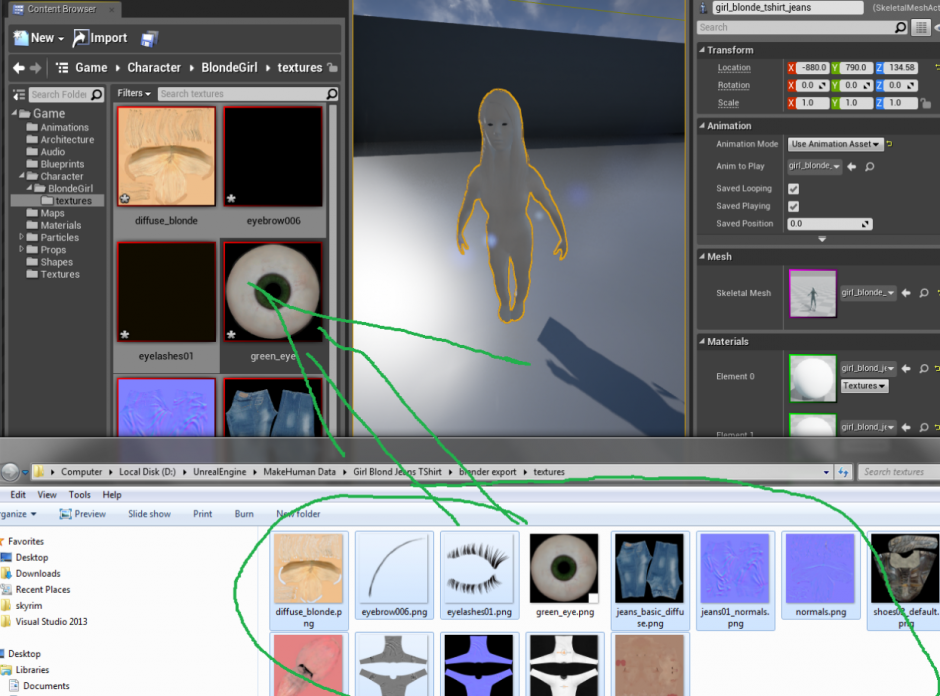 Content Browser
girl_blonde_tshirt_jeans
(SkeletalMeshAct
New
Import
Search
Transform
Game
Character
BlondeGirl
textures
Location
X -880.0 Y 790.0 Z 134.58
Rotation
X 0.0 Y 0.0 Z 0.0
Scale
X 1.0 Y 1.0 Z 1.0
Search Folde
Filters
Search textures
Game
Animations
Architecture
Audio
Blueprints
Character
BlondeGirl
textures
Maps
Materials
Particles
Props
Shapes
Textures
diffuse_blonde
eyebrow006
eyelashes01
green_eye
Animation
Animation Mode
Use Animation Asset
Anim to Play
girl_blonde_
Saved Looping
Saved Playing
Saved Position
0.0
Mesh
Skeletal Mesh
girl_blonde_
Materials
Element 0
girl_blond_je
Textures
Element 1
girl_blond_je
Computer
Local Disk (D:)
UnrealEngine
MakeHuman Data
Girl Blond Jeans TShirt
blender export
textures
Search textures
Edit
View
Tools
Help
rganize
Preview
Slide show
Print
Burn
New folder
Favorites
Desktop
Downloads
Recent Places
skyrim
Visual Studio 2013
Desktop
Libraries
Documents
diffuse_blonde.p
ng
eyebrow006.png
eyelashes01.png
green_eye.png
jeans_basic_diffu
se.png
jeans01_normals.
png
normals.png
shoes02_default.
png